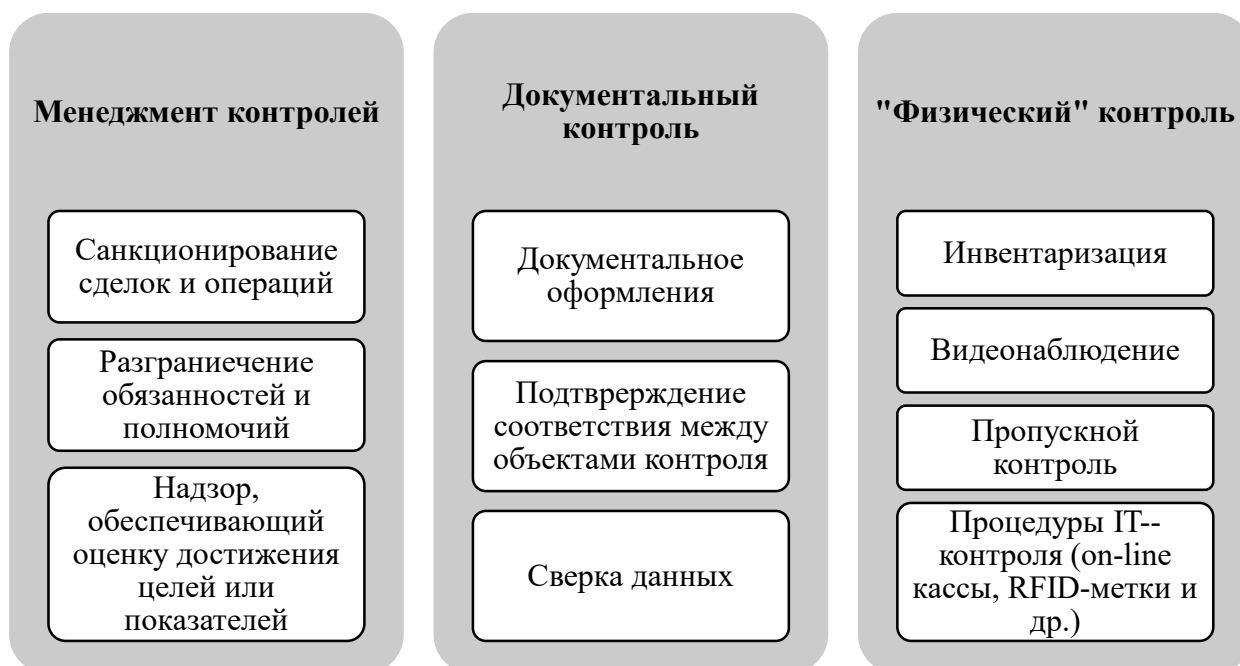 Менеджмент контролей
Санкционирование
сделок и операций
Разграниечение
обязанностей и
полномочий
Надзор,
обеспечивающий
оценку достижения
целей или
показателей
Документальный
контроль
Документальное
оформления
Подтврерждение
соответствия между
объектами контроля
Сверка данных
"Физический" контроль
Инвентаризация
Видеонаблюдение
Пропускной
контроль
Процедуры IT--
контроля (on-line
кассы, RFID-метки и
др.)